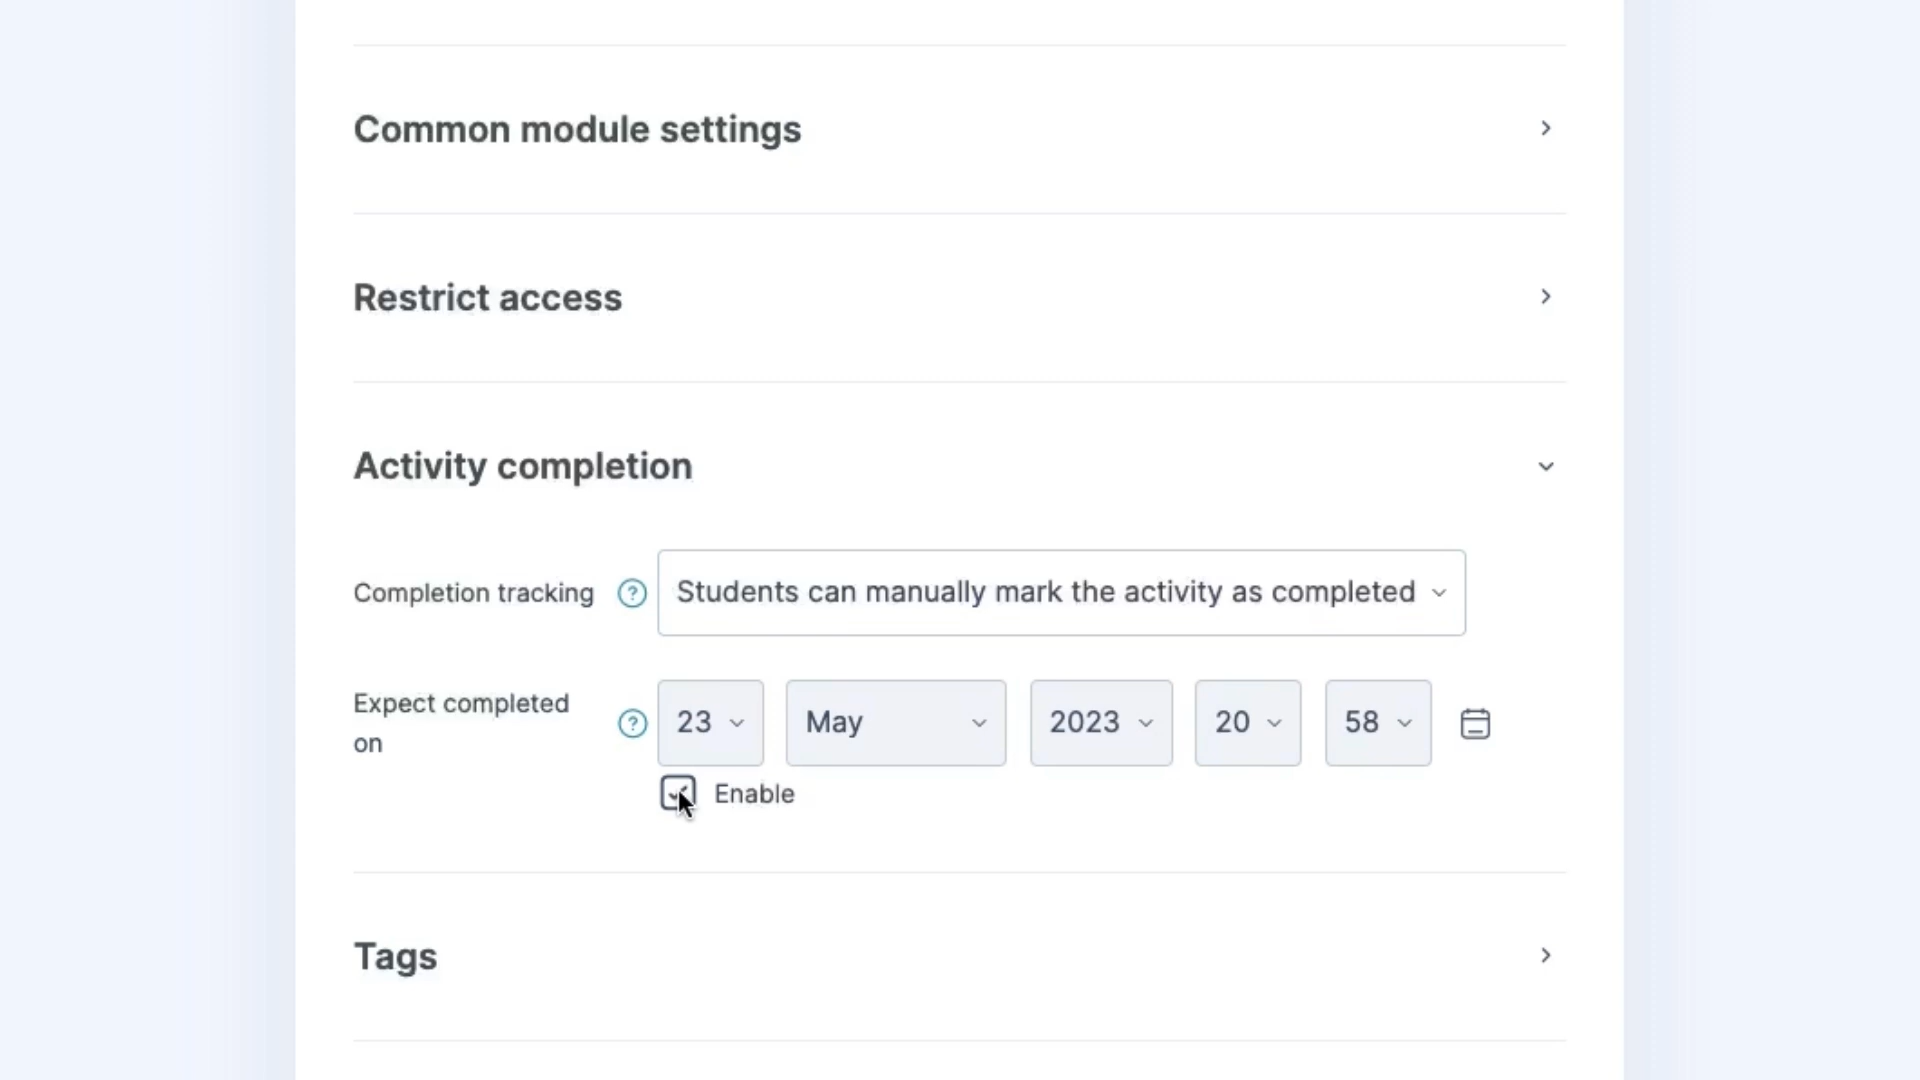 Common module settings
Restrict access
Activity completion
Completion tracking ? Students can manually mark the activity as completed
Expect completed on ? 23 May 2023 20 58
Enable
Tags